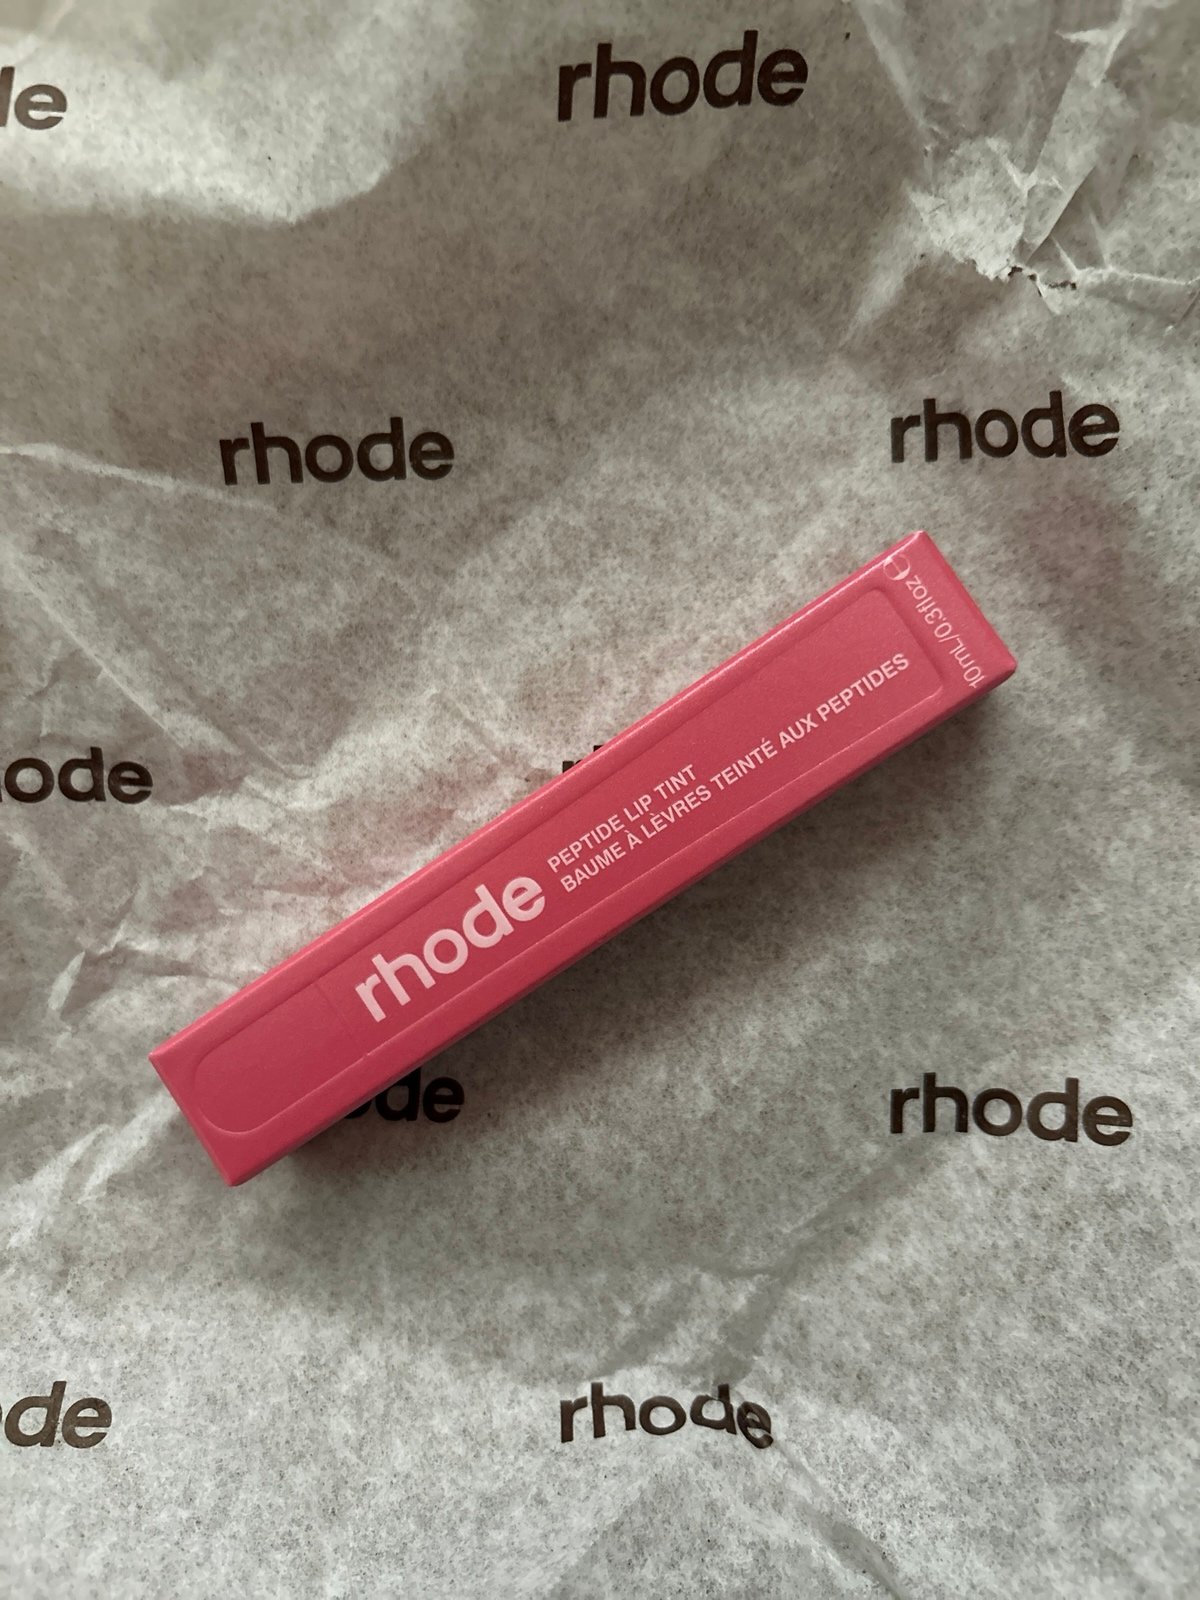 rhode
rhode
rhode
rhode
PEPTIDE LIP TINT
BAUME À LÈVRES TEINTÉ AUX PEPTIDES
10mL/0.3floz
rhode
rhode